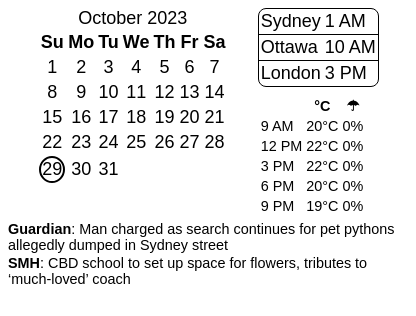 October 2023
Su Mo Tu We Th Fr Sa
1 2 3 4 5 6 7
8 9 10 11 12 13 14
15 16 17 18 19 20 21
22 23 24 25 26 27 28
29 30 31
Sydney 1 AM
Ottawa 10 AM
London 3 PM
°C ☂
9 AM 20°C 0%
12 PM 22°C 0%
3 PM 22°C 0%
6 PM 20°C 0%
9 PM 19°C 0%
Guardian: Man charged as search continues for pet pythons
allegedly dumped in Sydney street
SMH: CBD school to set up space for flowers, tributes to
‘much-loved’ coach